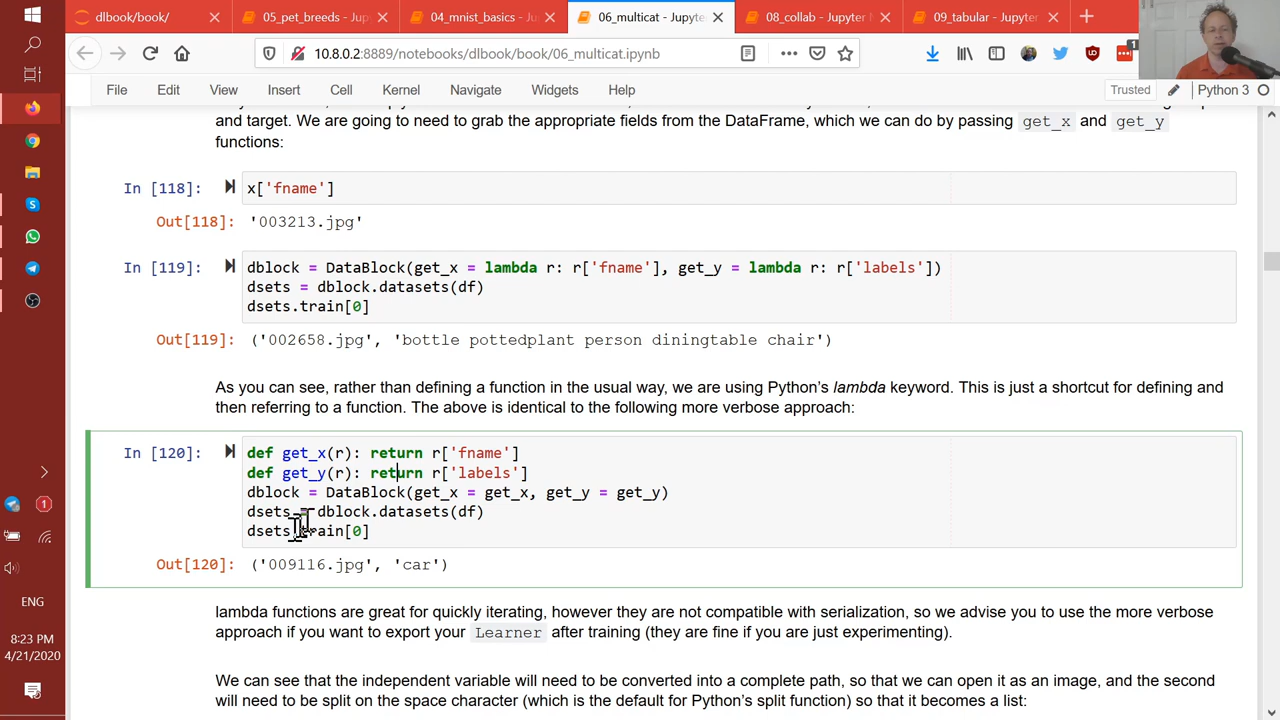 dlbook/book/
05_pet_breeds - Jupy
04_mnist_basics - Ju
06_multicat - Jupyter
08_collab - Jupyter
09_tabular - Jupyter
10.8.0.2:8889/notebooks/dlbook/book/06_multicat.ipynb
File Edit View Insert Cell Kernel Navigate Widgets Help
Trusted Python 3
and target. We are going to need to grab the appropriate fields from the DataFrame, which we can do by passing get_x and get_y
functions:
In [118]: x['fname']
Out[118]: '003213.jpg'
In [119]: dblock = DataBlock(get_x = lambda r: r['fname'], get_y = lambda r: r['labels'])
dsets = dblock.datasets(df)
dsets.train[0]
Out[119]: ('002658.jpg', 'bottle pottedplant person diningtable chair')
As you can see, rather than defining a function in the usual way, we are using Python's lambda keyword. This is just a shortcut for defining and
then referring to a function. The above is identical to the following more verbose approach:
In [120]: def get_x(r): return r['fname']
def get_y(r): return r['labels']
dblock = DataBlock(get_x = get_x, get_y = get_y)
dsets = dblock.datasets(df)
dsets.train[0]
Out[120]: ('009116.jpg', 'car')
lambda functions are great for quickly iterating, however they are not compatible with serialization, so we advise you to use the more verbose
approach if you want to export your Learner after training (they are fine if you are just experimenting).
We can see that the independent variable will need to be converted into a complete path, so that we can open it as an image, and the second
will need to be split on the space character (which is the default for Python's split function) so that it becomes a list:
1
1
ENG
8:23 PM
4/21/2020